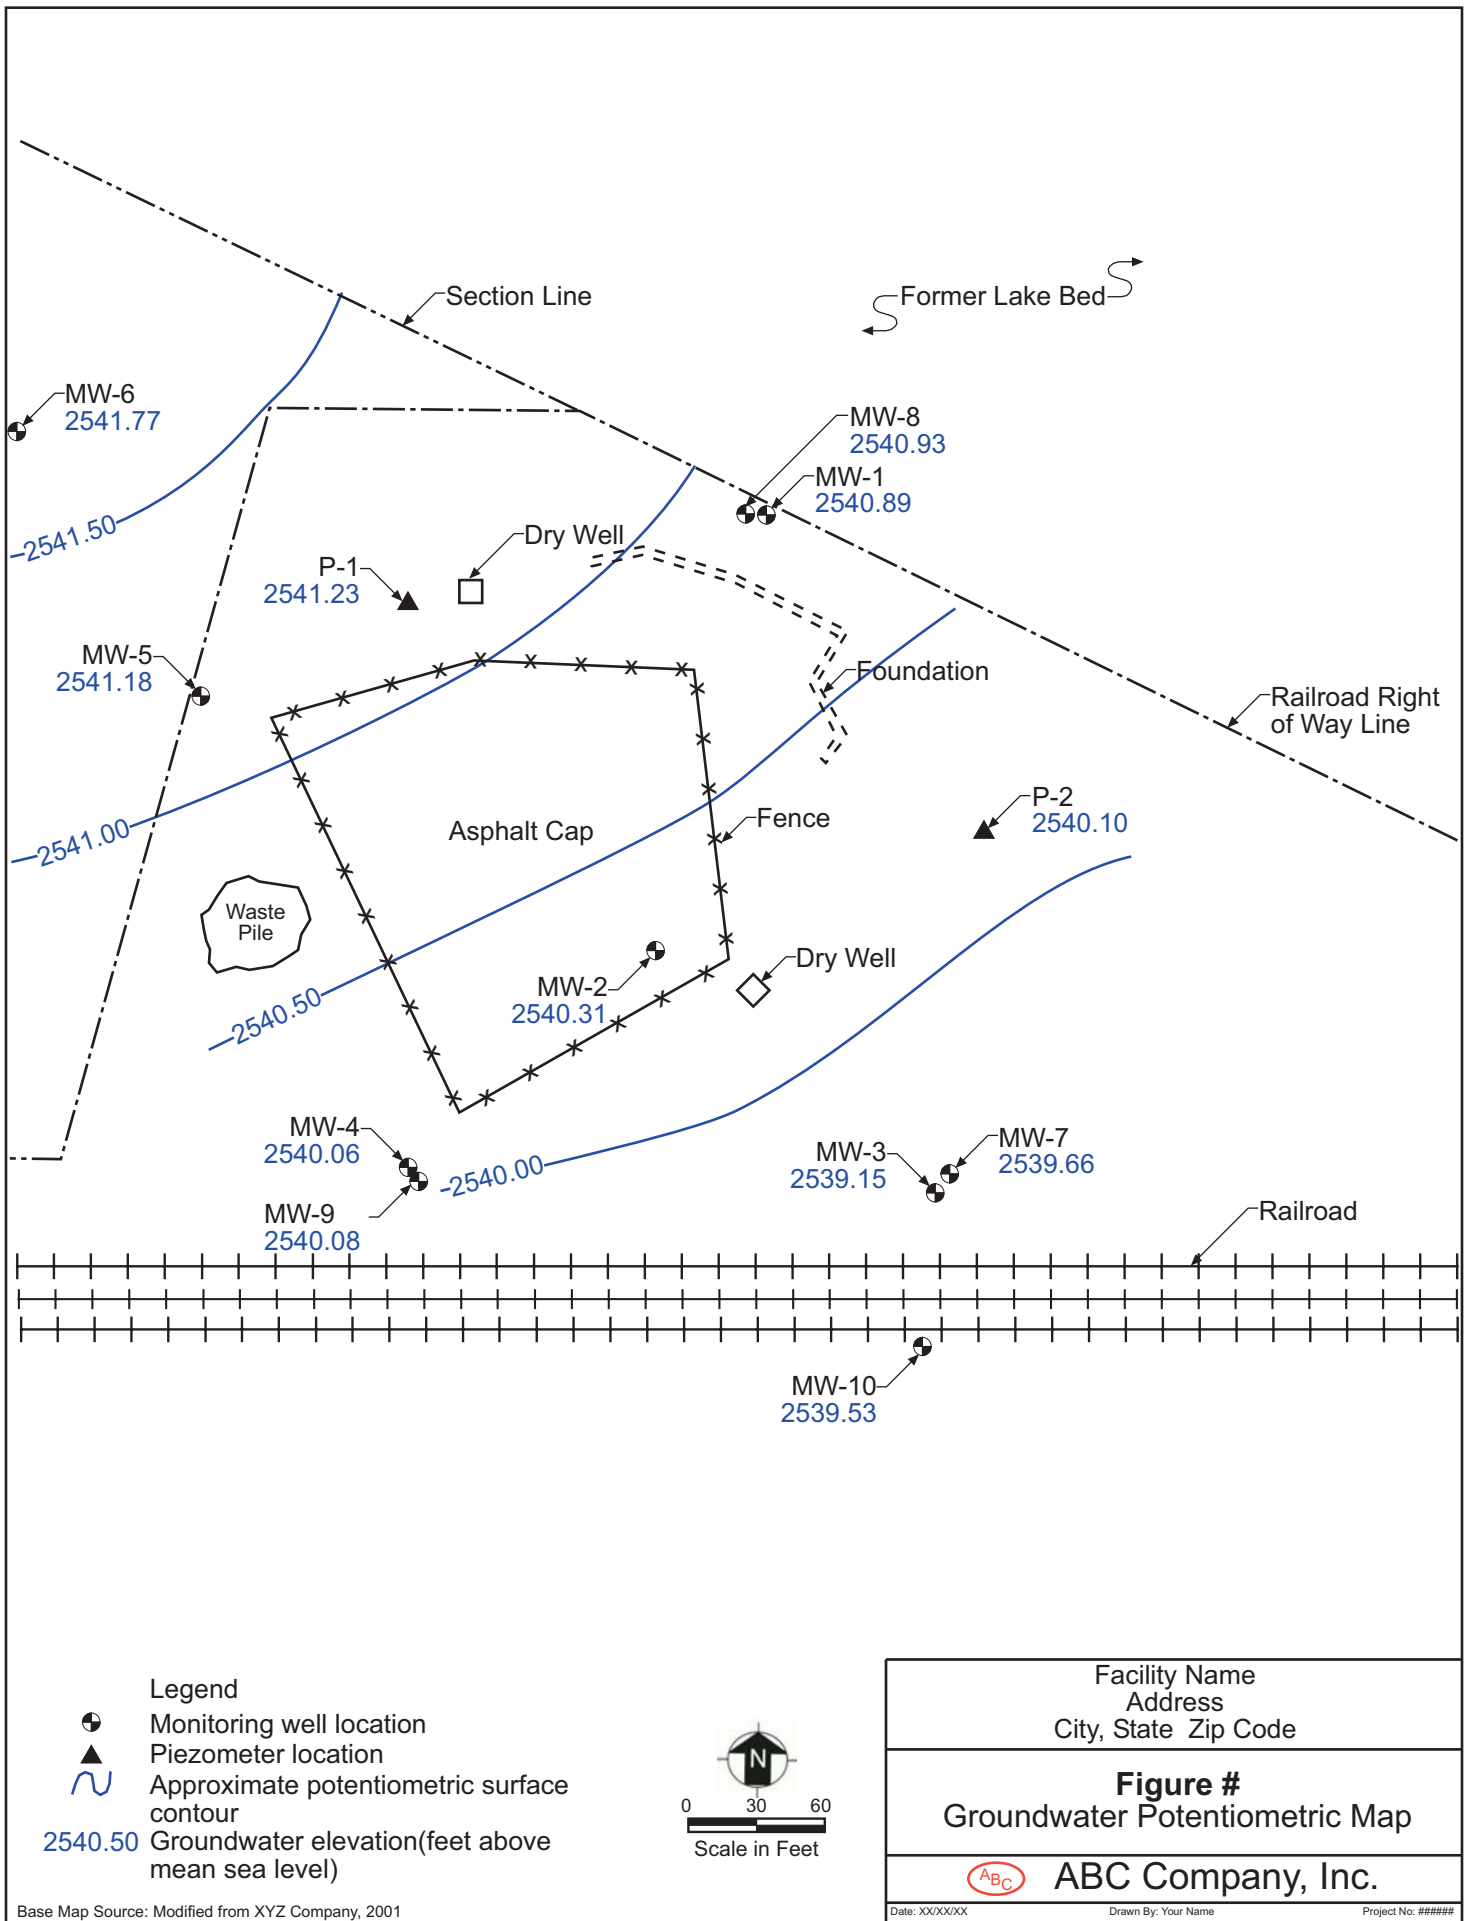 Section Line
Former Lake Bed
MW-6
2541.77
MW-8
2540.93
MW-1
2540.89
2541.50
Dry Well
P-1
2541.23
MW-5
2541.18
Foundation
Railroad Right
of Way Line
P-2
2540.10
Fence
Asphalt Cap
2541.00
Waste
Pile
Dry Well
MW-2
2540.31
2540.50
MW-4
2540.06
2540.00
MW-3
2539.15
MW-7
2539.66
MW-9
2540.08
Railroad
MW-10
2539.53
Legend
Monitoring well location
Piezometer location
Approximate potentiometric surface
contour
2540.50 Groundwater elevation(feet above
mean sea level)
N
0 30 60
Scale in Feet
Facility Name
Address
City, State Zip Code
Figure #
Groundwater Potentiometric Map
ABC ABC Company, Inc.
Base Map Source: Modified from XYZ Company, 2001
Date: XX/XX/XX Drawn By: Your Name Project No: ######